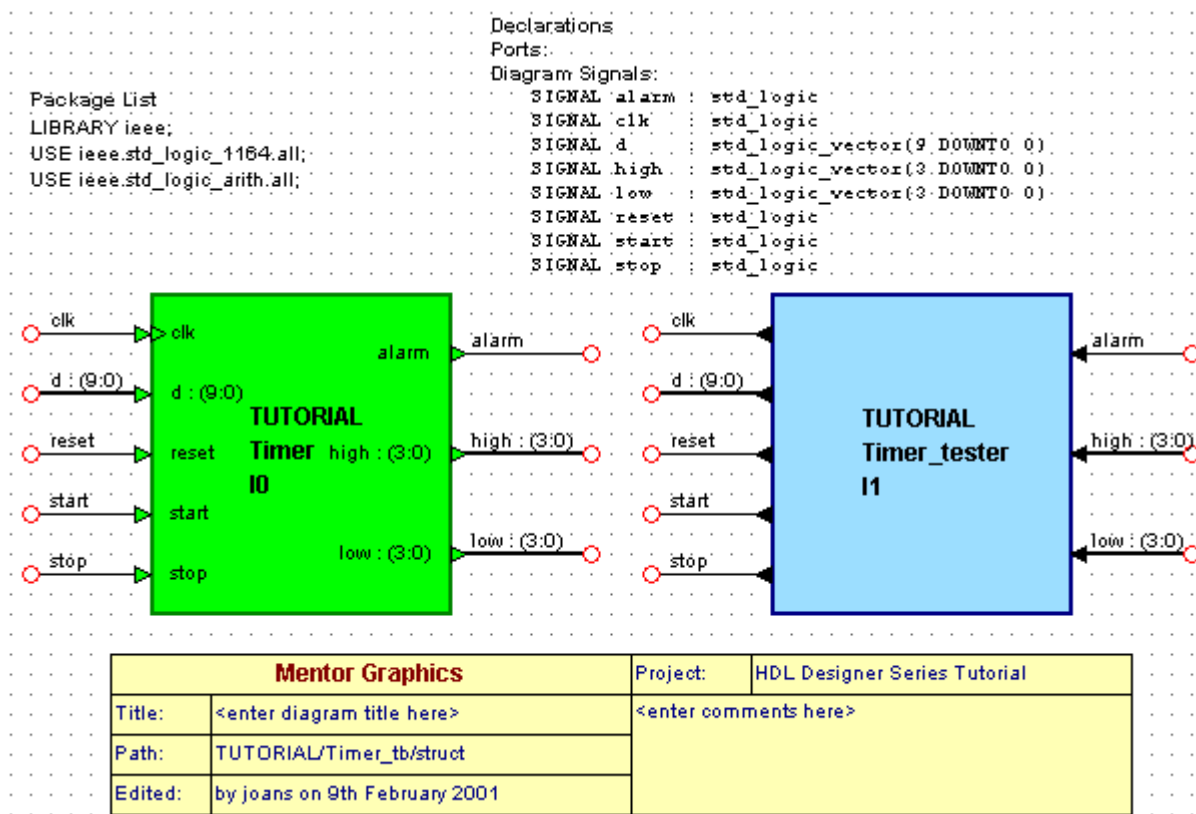 Declarations
Ports:
Diagram Signals:
SIGNAL alarm : std_logic
SIGNAL clk : std_logic
SIGNAL d : std_logic_vector(9 DOWNTO 0)
SIGNAL high : std_logic_vector(3 DOWNTO 0)
SIGNAL low : std_logic_vector(3 DOWNTO 0)
SIGNAL reset : std_logic
SIGNAL start : std_logic
SIGNAL stop : std_logic
Package List
LIBRARY ieee;
USE ieee.std_logic_1164.all;
USE ieee.std_logic_arith.all;
clk
d : (9:0)
reset
start
stop
clk
d : (9:0)
reset
start
stop
TUTORIAL
Timer
I0
alarm
high : (3:0)
low : (3:0)
alarm
high : (3:0)
low : (3:0)
clk
d : (9:0)
reset
start
stop
TUTORIAL
Timer_tester
I1
alarm
high : (3:0)
low : (3:0)
Mentor Graphics
Title: <enter diagram title here>
Path: TUTORIAL/Timer_tb/struct
Edited: by joans on 9th February 2001
Project: HDL Designer Series Tutorial
<enter comments here>